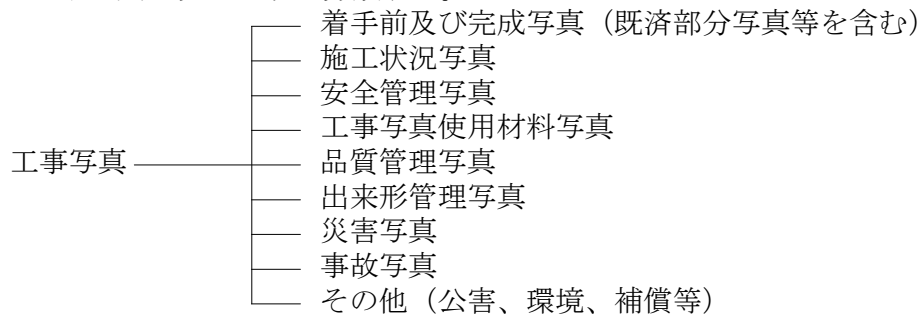 着手前及び完成写真（既済部分写真等を含む）
施工状況写真
安全管理写真
工事写真使用材料写真
工事写真
品質管理写真
出来形管理写真
災害写真
事故写真
その他（公害、環境、補償等）